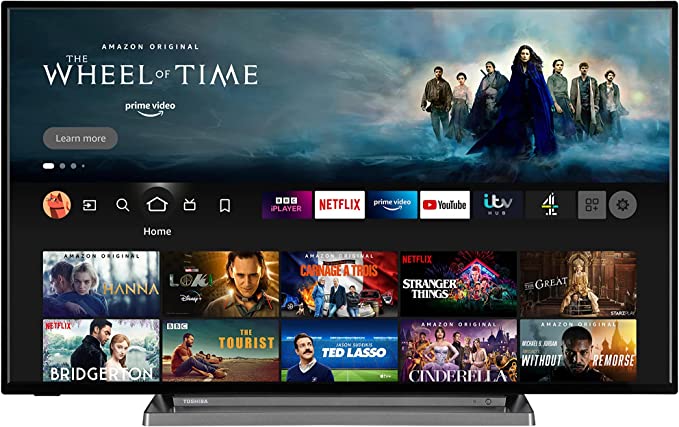 AMAZON ORIGINAL
THE
WHEEL OF TIME
prime video
Learn more
BBC
iPLAYER
NETFLIX
prime video
YouTube
itv
HUB
4
Home
AMAZON ORIGINAL
HANNA
LOKI
Disney+
AMAZON ORIGINAL
CARNAGE A TROIS
NETFLIX
STRANGER
THINGS
THE
GREAT
STARZPLAY
NETFLIX
BRIDGERTON
BBC
THE
TOURIST
JASON SUDEIKIS
TED LASSO
AMAZON ORIGINAL
CINDERELLA
AMAZON ORIGINAL
MICHAEL B. JORDAN
WITHOUT REMORSE
TOSHIBA